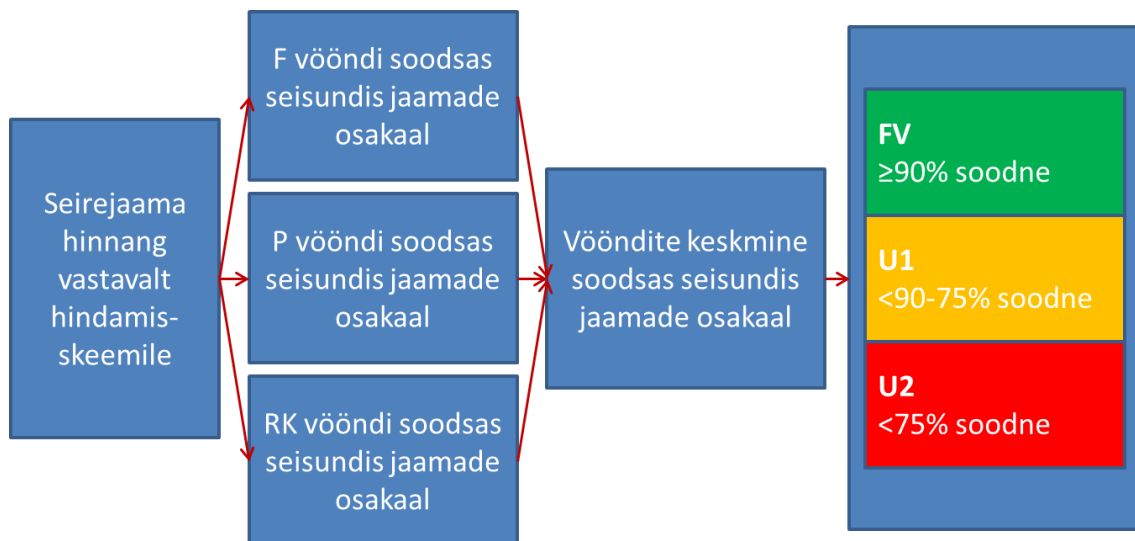 Seirejaama
hinnang
vastavalt
hindamis-
skeemile
F vööndi soodsas
seisundis jaamade
osakaal
P vööndi soodsas
seisundis jaamade
osakaal
RK vööndi soodsas
seisundis jaamade
osakaal
Vööndite keskmine
soodsas seisundis
jaamade osakaal
FV
≥90% soodne
U1
<90-75% soodne
U2
<75% soodne